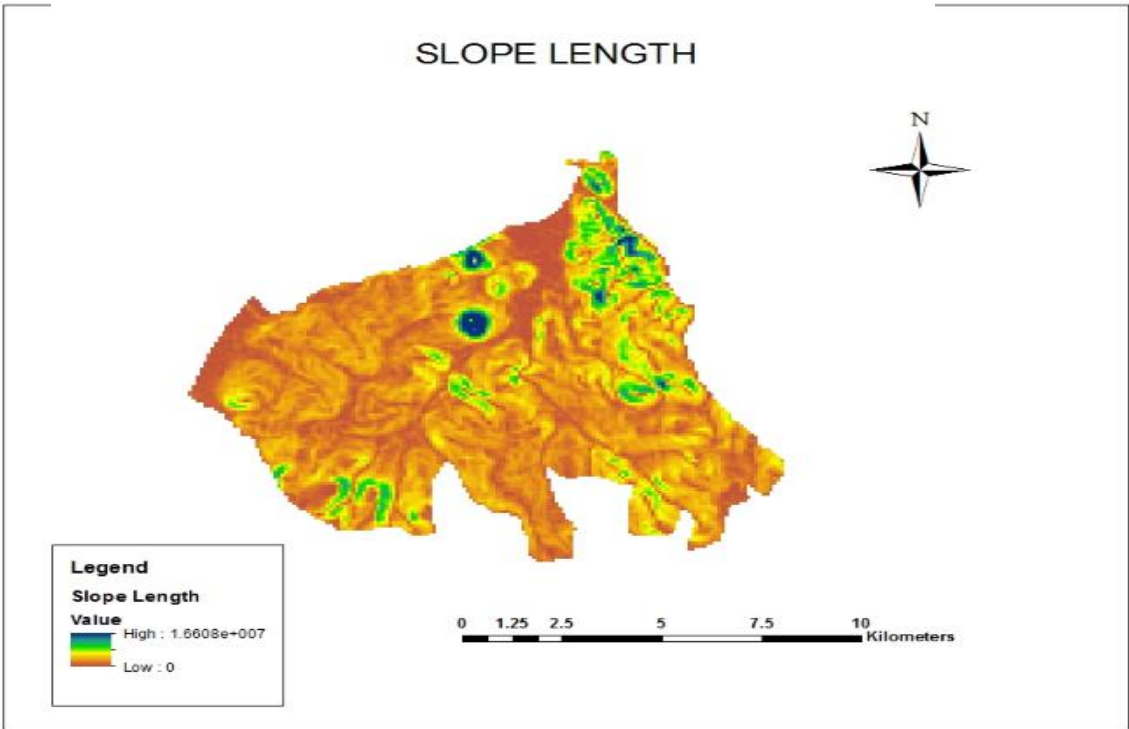 SLOPE LENGTH
N
Legend
Slope Length
Value
High : 1.6608e+007
Low : 0
0 1.25 2.5 5 7.5 10
Kilometers